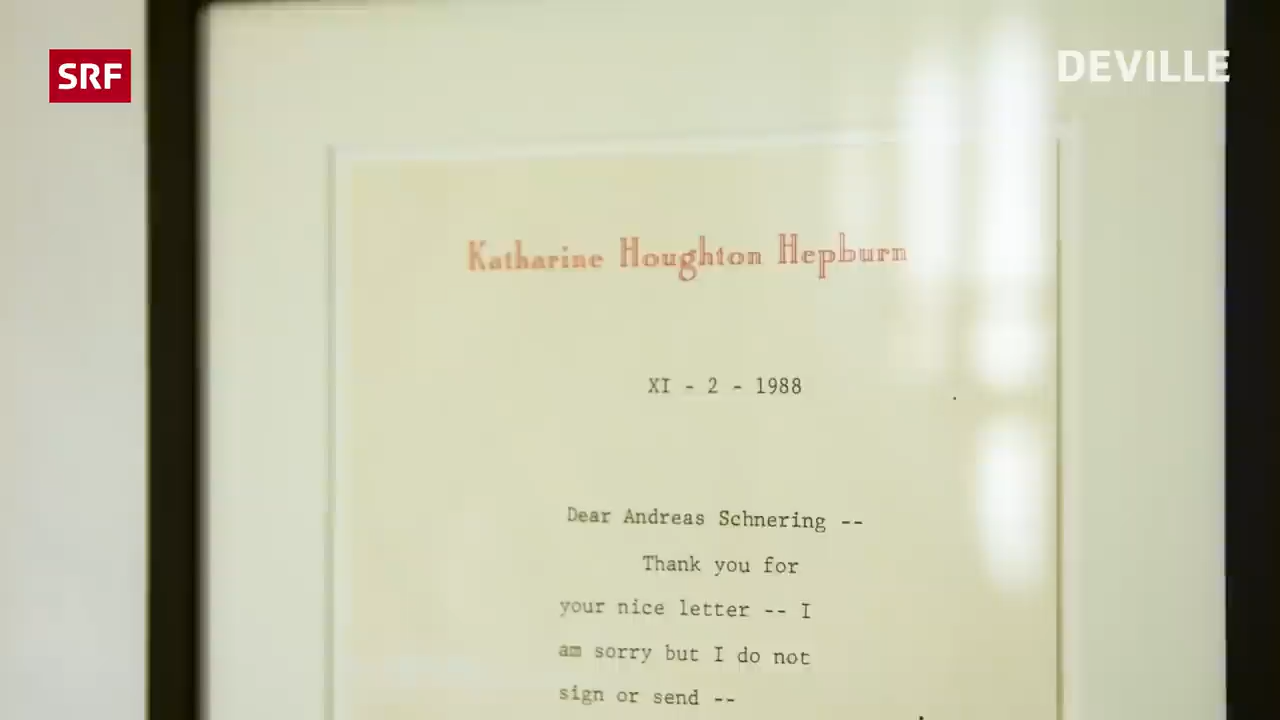 SRF
DEVILLE
Katharine Houghton Hepburn
XI - 2 - 1988
Dear Andreas Schnering --
Thank you for
your nice letter -- I
am sorry but I do not
sign or send --